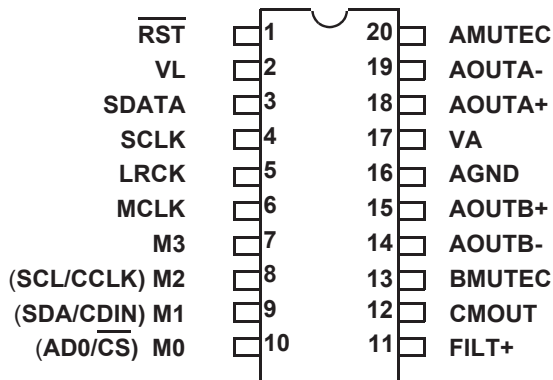 RST 1 20 AMUTEC
VL 2 19 AOUTA-
SDATA 3 18 AOUTA+
SCLK 4 17 VA
LRCK 5 16 AGND
MCLK 6 15 AOUTB+
M3 7 14 AOUTB-
(SCL/CCLK) M2 8 13 BMUTEC
(SDA/CDIN) M1 9 12 CMOUT
(AD0/CS) M0 10 11 FILT+